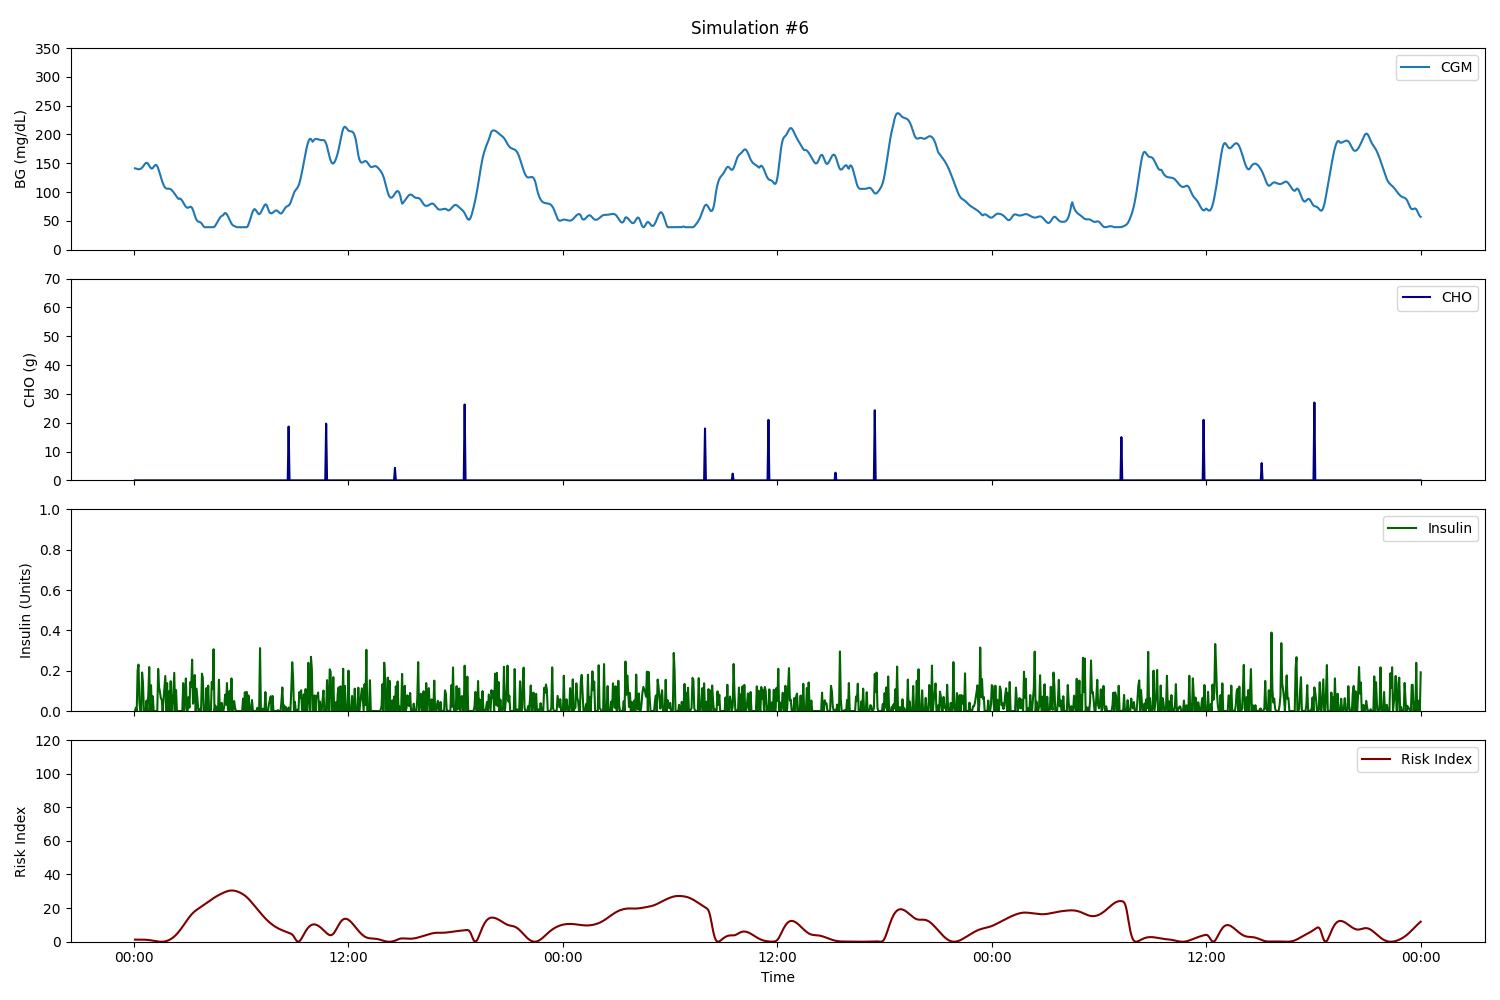 Simulation #6
350
300
250
200
150
100
50
0
BG (mg/dL)
CGM
70
60
50
40
30
20
10
0
CHO (g)
CHO
1.0
0.8
0.6
0.4
0.2
0.0
Insulin (Units)
Insulin
120
100
80
60
40
20
0
Risk Index
Risk Index
00:00 12:00 00:00 12:00 00:00 12:00 00:00
Time